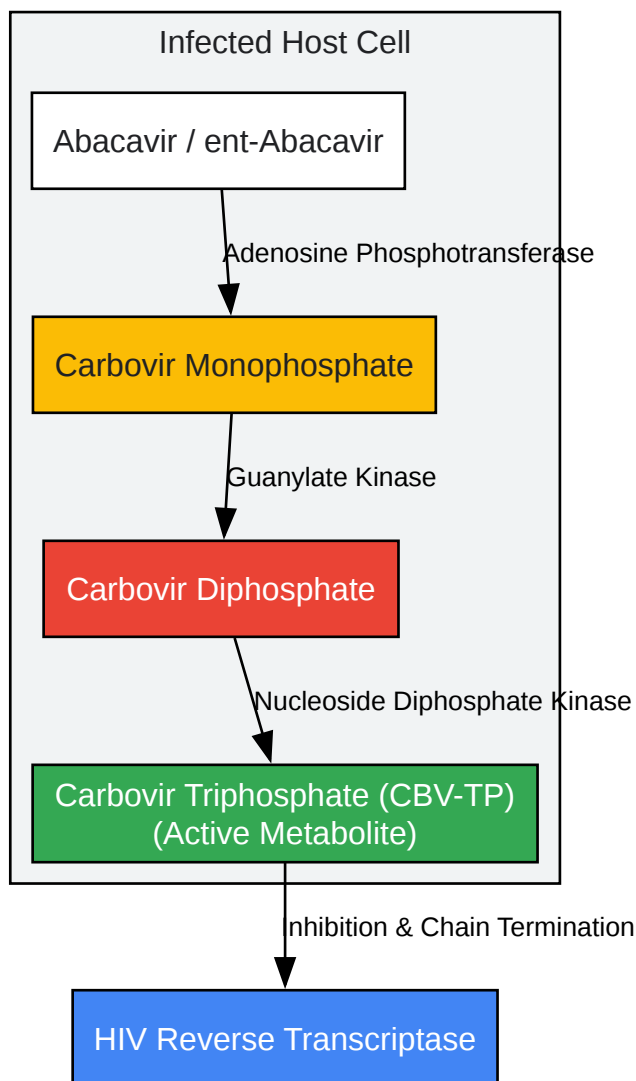 Infected Host Cell
Abacavir / ent-Abacavir
Adenosine Phosphotransferase
Carbovir Monophosphate
Guanylate Kinase
Carbovir Diphosphate
Nucleoside Diphosphate Kinase
Carbovir Triphosphate (CBV-TP)
(Active Metabolite)
Inhibition & Chain Termination
HIV Reverse Transcriptase